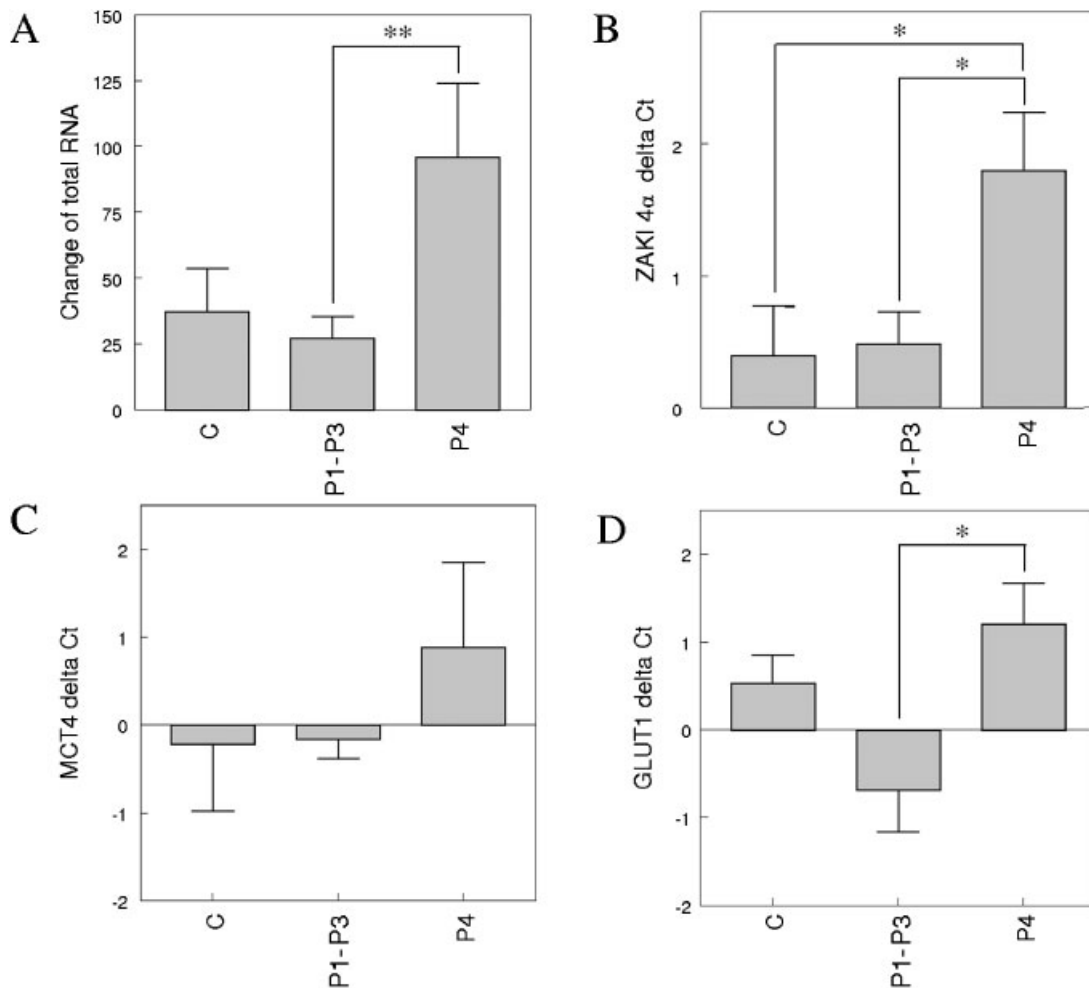 A
Change of total RNA
150
125
100
75
50
25
0
**
C
P1-P3
P4
B
ZAKI 4α delta Ct
2
1
0
*
*
C
P1-P3
P4
C
MCT4 delta Ct
2
1
0
-1
-2
C
P1-P3
P4
D
GLUT1 delta Ct
2
1
0
-1
-2
*
C
P1-P3
P4